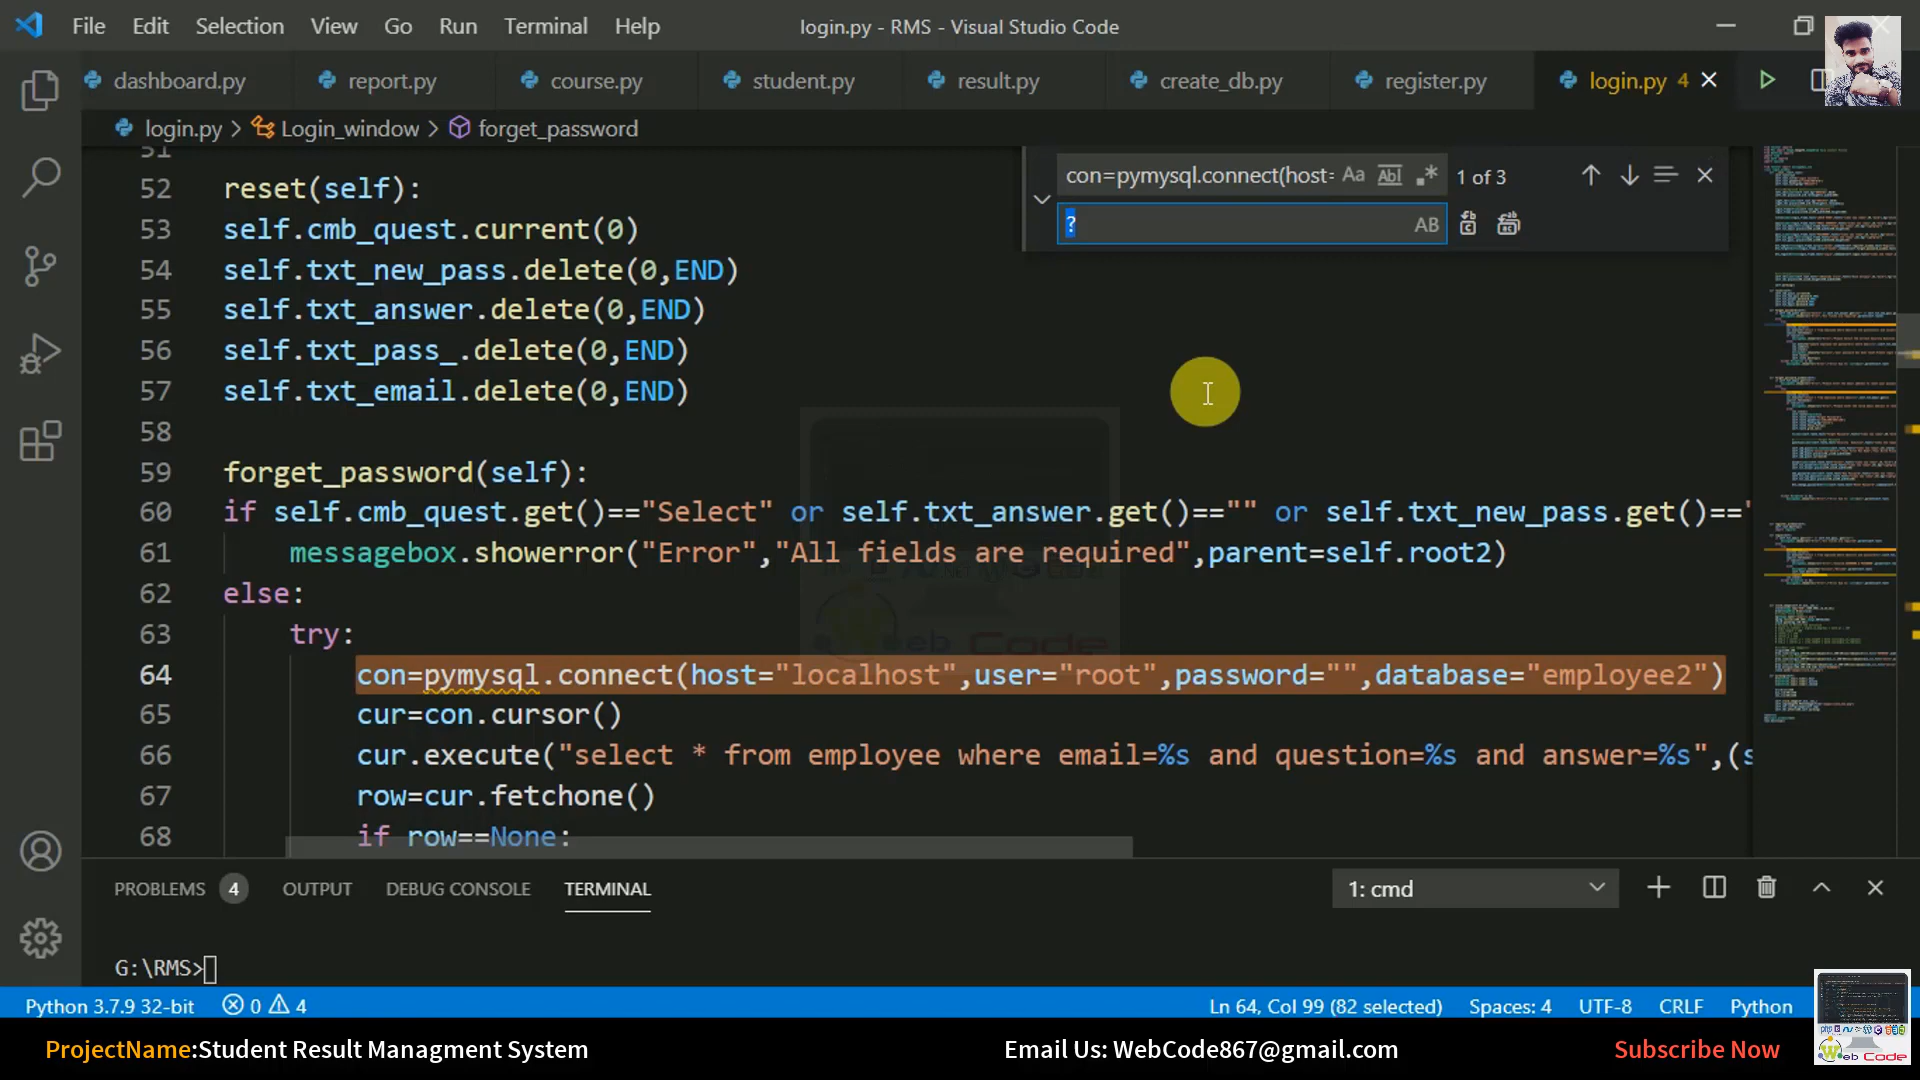 File Edit Selection View Go Run Terminal Help login.py - RMS - Visual Studio Code
dashboard.py report.py course.py student.py result.py create_db.py register.py login.py 4
login.py > Login_window > forget_password
con=pymysql.connect(host= Aa Abl .* 1 of 3
? AB
51
52 reset(self):
53 self.cmb_quest.current(0)
54 self.txt_new_pass.delete(0,END)
55 self.txt_answer.delete(0,END)
56 self.txt_pass_.delete(0,END)
57 self.txt_email.delete(0,END)
58
59 forget_password(self):
60 if self.cmb_quest.get()=="Select" or self.txt_answer.get()=="" or self.txt_new_pass.get()=="
61 messagebox.showerror("Error","All fields are required",parent=self.root2)
62 else:
63 try:
64 con=pymysql.connect(host="localhost",user="root",password="",database="employee2")
65 cur=con.cursor()
66 cur.execute("select * from employee where email=%s and question=%s and answer=%s",(s
67 row=cur.fetchone()
68 if row==None:
PROBLEMS 4 OUTPUT DEBUG CONSOLE TERMINAL 1: cmd
G:\RMS>
Python 3.7.9 32-bit 0 4 Ln 64, Col 99 (82 selected) Spaces: 4 UTF-8 CRLF Python
ProjectName:Student Result Managment System Email Us: WebCode867@gmail.com Subscribe Now
Web Code